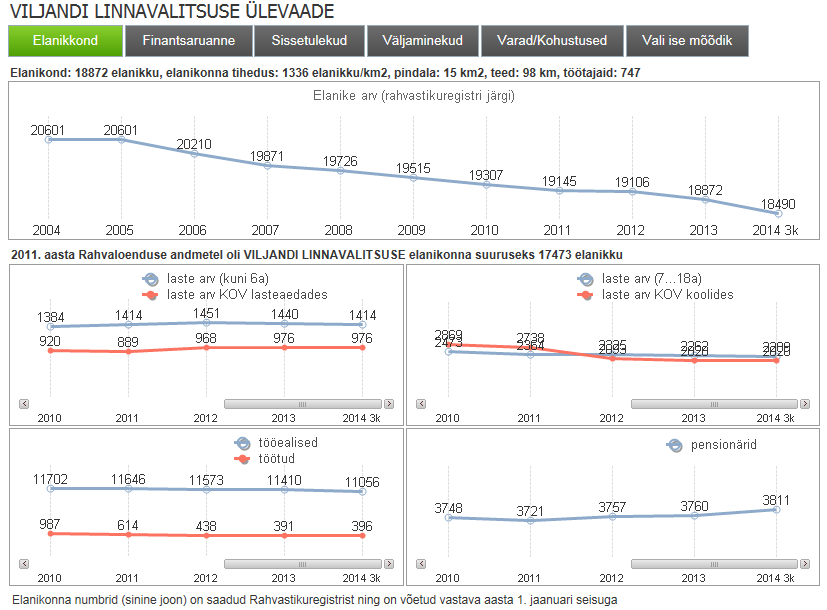 VILJANDI LINNAVALITSUSE ÜLEVAADE
Elanikkond Finantsaruanne Sissetulekud Väljaminekud Varad/Kohustused Vali ise mõõdik
Elanikond: 18872 elanikku, elanikonna tihedus: 1336 elanikku/km2, pindala: 15 km2, teed: 98 km, töötajaid: 747
Elanike arv (rahvastikuregistri järgi)
20601 20601 20210 19871 19726 19515 19307 19145 19106 18872 18490
2004 2005 2006 2007 2008 2009 2010 2011 2012 2013 2014 3k
2011. aasta Rahvaloenduse andmetel oli VILJANDI LINNAVALITSUSE elanikonna suuruseks 17473 elanikku
laste arv (kuni 6a)
laste arv KOV lasteaedades
1384 1414 1451 1440 1414
920 889 968 976 976
2010 2011 2012 2013 2014 3k
laste arv (7...18a)
laste arv KOV koolides
2869 2738
2473 2364
2010 2011 2012 2013 2014 3k
tööealised
töötud
11702 11646 11573 11410 11056
987 614 438 391 396
2010 2011 2012 2013 2014 3k
pensionärid
3748 3721 3757 3760 3811
2010 2011 2012 2013 2014 3k
Elanikonna numbrid (sinine joon) on saadud Rahvastikuregistrist ning on võetud vastava aasta 1. jaanuari seisuga